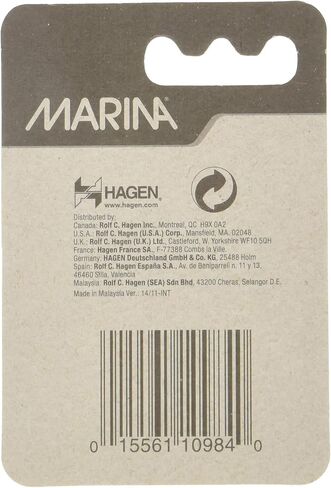 MARINA
HAGEN
www.hagen.com
Distributed by:
Canada: Rolf C. Hagen Inc., Montreal, QC H9X 0A2
U.S.A.: Rolf C. Hagen (U.S.A.) Corp., Mansfield, MA. 02048
U.K.: Rolf C. Hagen (U.K.) Ltd., Castleford, W. Yorkshire WF10 5QH
France: Hagen France SA., F-77388 Combs la Ville.
Germany: HAGEN Deutschland GmbH & Co. KG, 25488 Holm
Spain: Rolf C. Hagen España S.A., Av. de Beniparrell n. 11 y 13,
46460 Silla, Valencia
Malaysia: Rolf C. Hagen (SEA) Sdn Bhd, 43200 Cheras, Selangor D.E.
Made in Malaysia Ver.: 14/11-INT
0 15561 10984 0